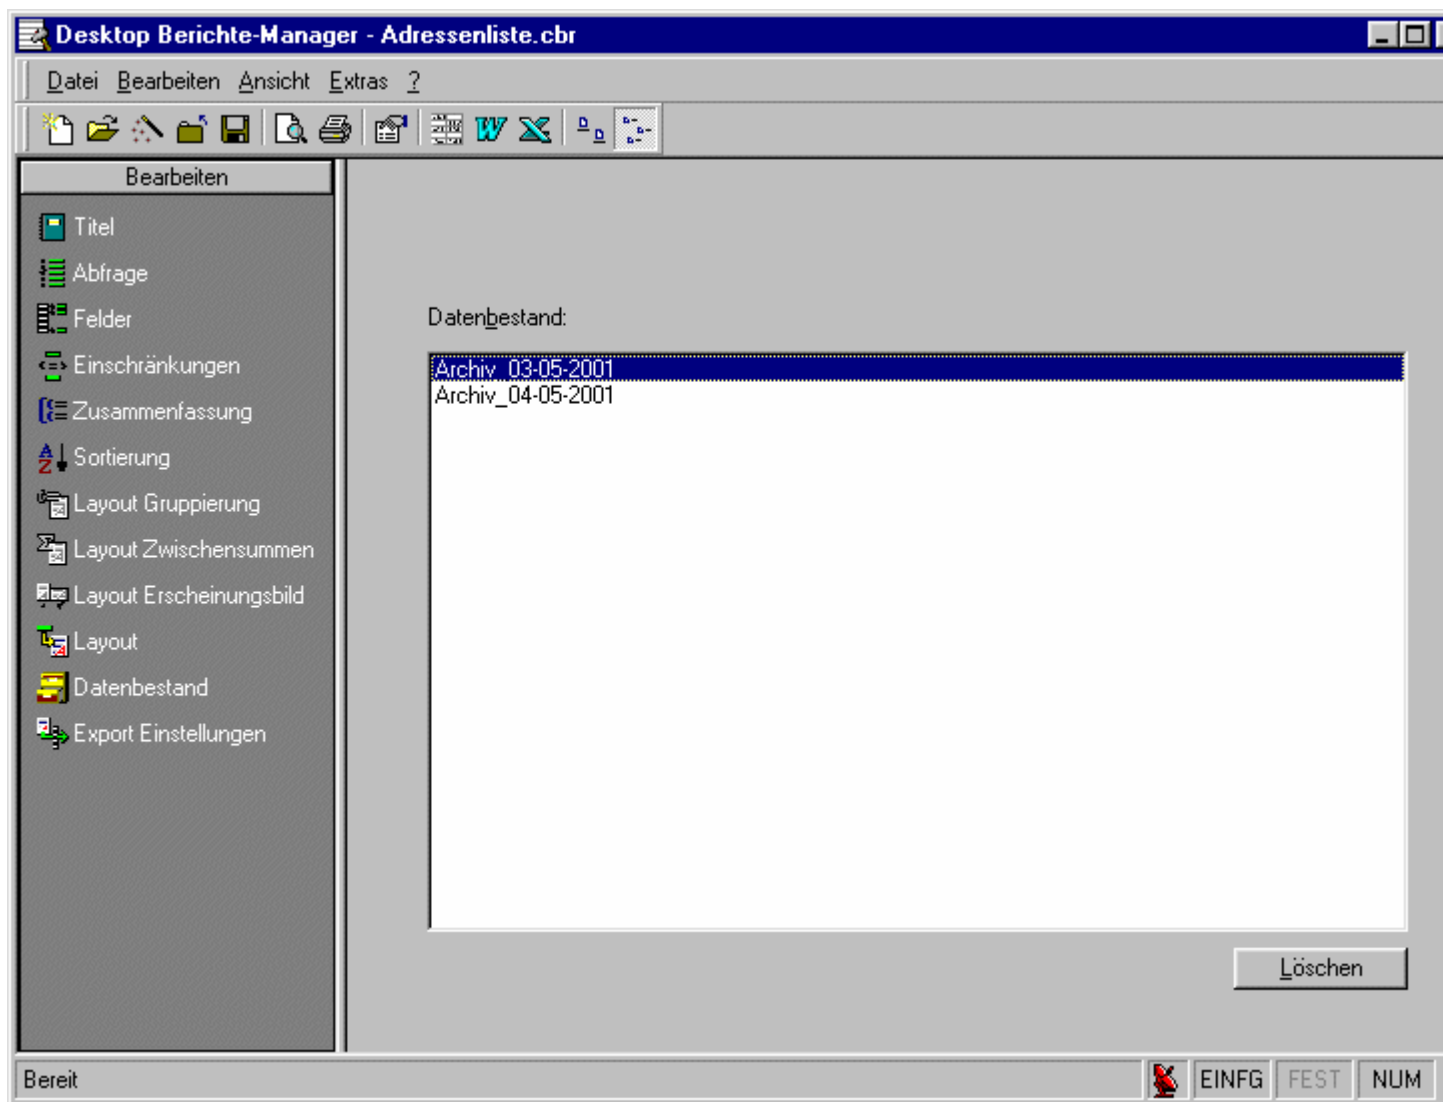 Desktop Berichte-Manager - Adressenliste.cbr
Datei Bearbeiten Ansicht Extras ?
Bearbeiten
Titel
Abfrage
Felder
Einschränkungen
Zusammenfassung
Sortierung
Layout Gruppierung
Layout Zwischensummen
Layout Erscheinungsbild
Layout
Datenbestand
Export Einstellungen
Datenbestand:
Archiv_03-05-2001
Archiv_04-05-2001
Löschen
Bereit
EINFG FEST NUM